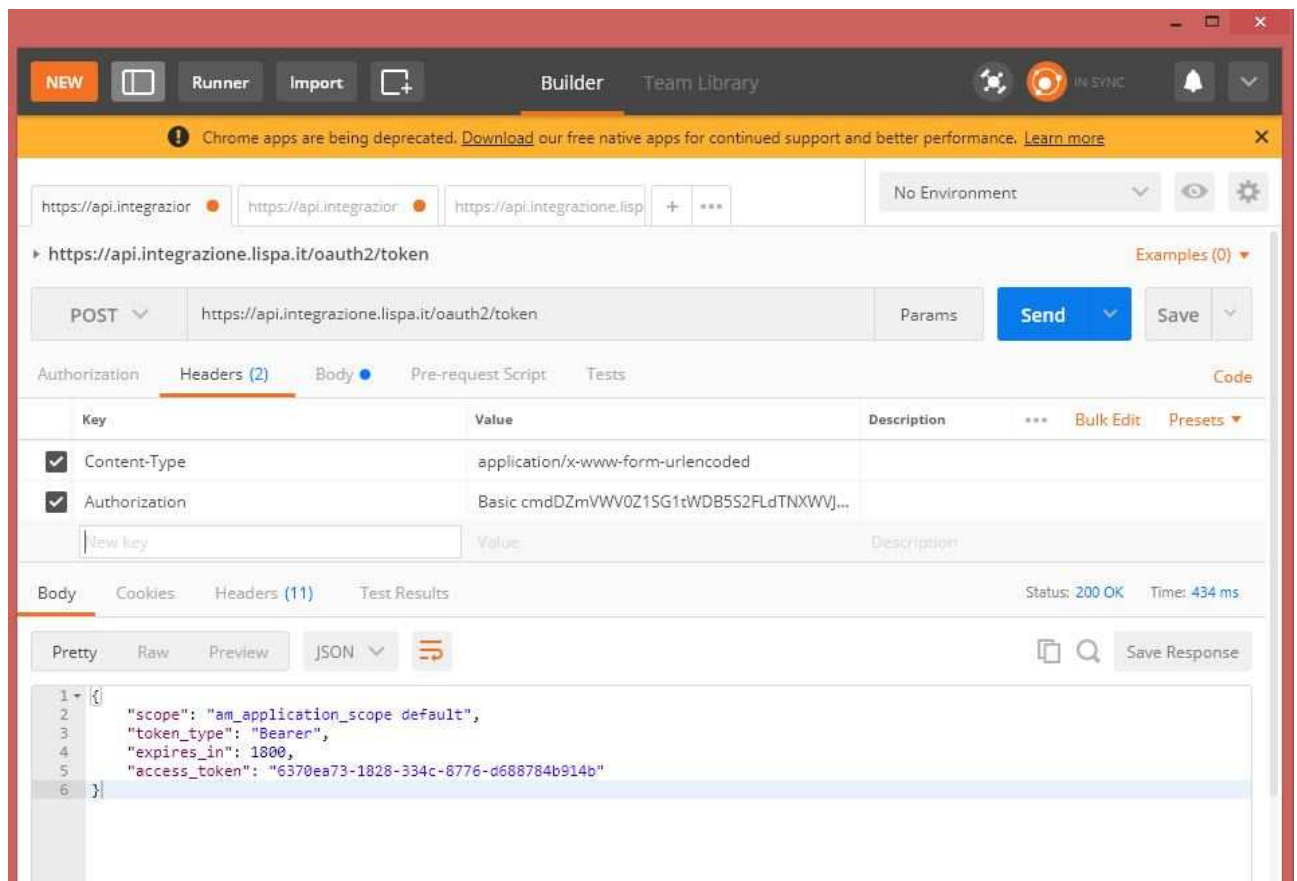 NEW Runner Import Builder Team Library IN SYNC
Chrome apps are being deprecated. Download our free native apps for continued support and better performance. Learn more
https://api.integrazior https://api.integrazior https://api.integrazione.lisp + ••• No Environment
https://api.integrazione.lispa.it/oauth2/token Examples (0)
POST https://api.integrazione.lispa.it/oauth2/token Params Send Save
Authorization Headers (2) Body Pre-request Script Tests Code
Key Value Description ••• Bulk Edit Presets
Content-Type application/x-www-form-urlencoded
Authorization Basic cmdDZmVWV0Z1SG1tWDB5S2FLdTNXWVJ...
New key Value Description
Body Cookies Headers (11) Test Results Status: 200 OK Time: 434 ms
Pretty Raw Preview JSON Save Response
1 {
2 "scope": "am_application_scope default",
3 "token_type": "Bearer",
4 "expires_in": 1800,
5 "access_token": "6370ea73-1828-334c-8776-d688784b914b"
6 }